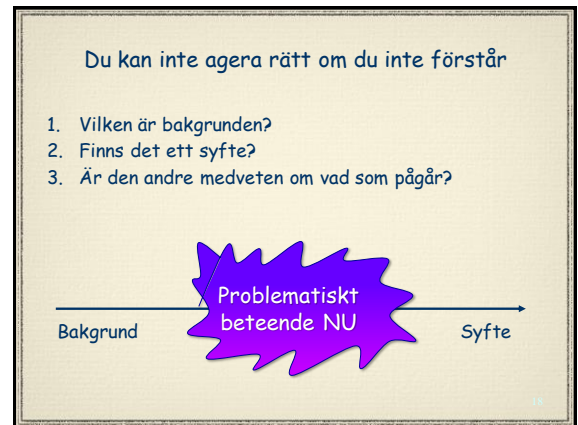 Du kan inte agera rätt om du inte förstår
1. Vilken är bakgrunden?
2. Finns det ett syfte?
3. Är den andre medveten om vad som pågår?
Problematiskt
beteende NU
Bakgrund
Syfte